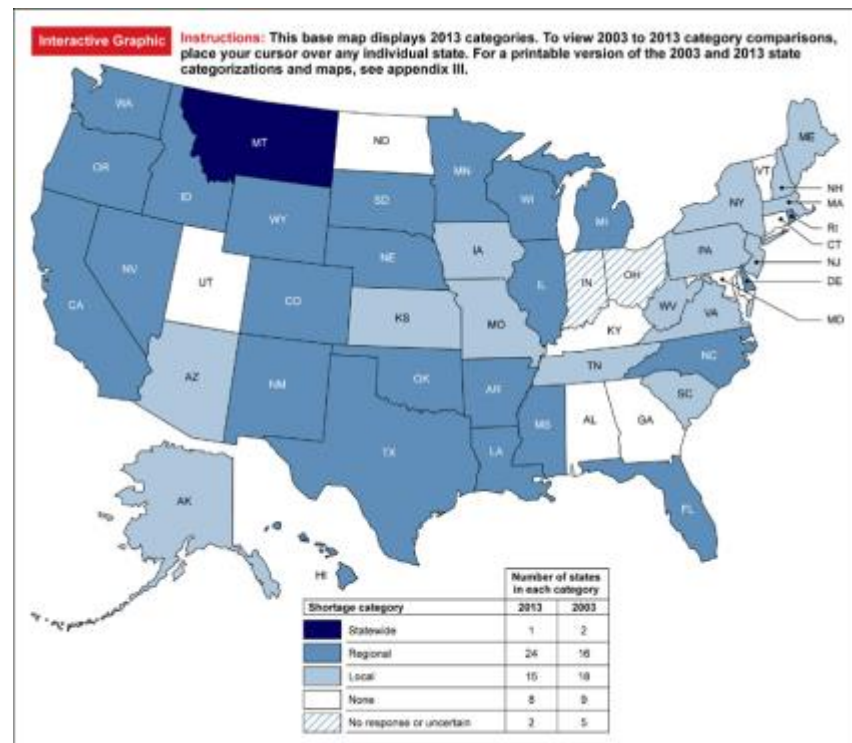 Interactive Graphic
Instructions: This base map displays 2013 categories. To view 2003 to 2013 category comparisons,
place your cursor over any individual state. For a printable version of the 2003 and 2013 state
categorizations and maps, see appendix III.
WA
MT
ND
MN
ME
VT
NH
OR
ID
SD
WI
MI
NY
MA
RI
CT
WY
IA
PA
NJ
NV
NE
IL
IN
OH
DE
CA
UT
CO
KS
MO
KY
WV
VA
MD
AZ
NM
OK
AR
TN
NC
SC
TX
LA
MS
AL
GA
AK
FL
HI
Number of states
in each category
Shortage category 2013 2003
Statewide 1 2
Regional 24 16
Local 15 18
None 8 9
No response or uncertain 2 5